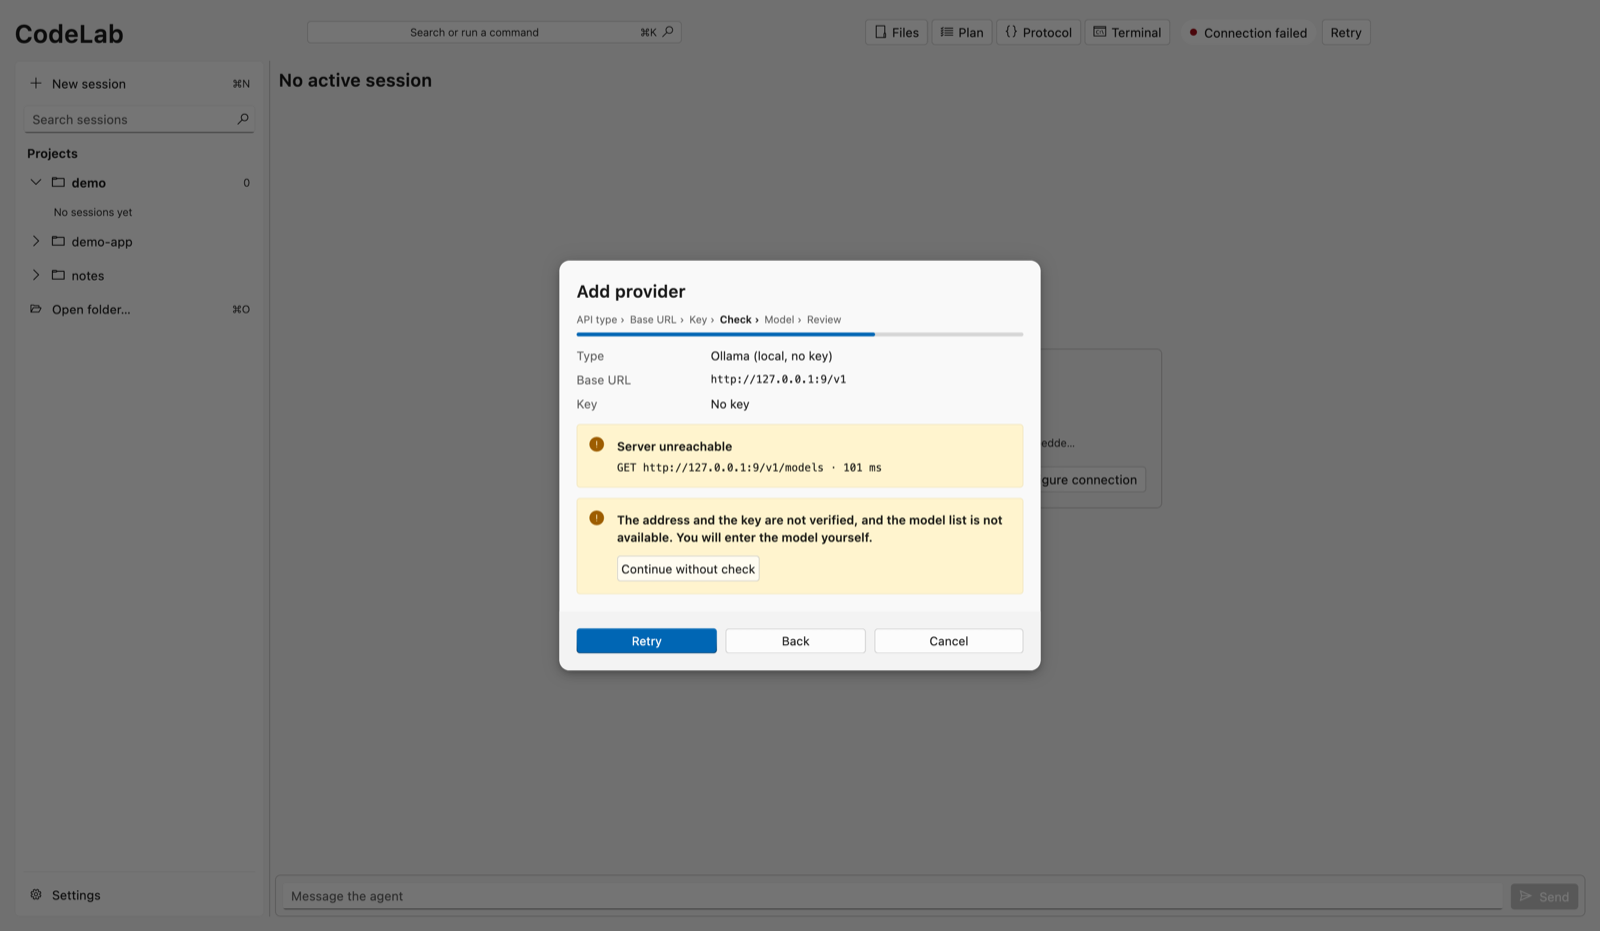 CodeLab
Search or run a command ⌘K
Files
Plan
Protocol
Terminal
Connection failed
Retry
New session ⌘N
Search sessions
Projects
demo 0
No sessions yet
demo-app
notes
Open folder... ⌘O
Settings
No active session
Add provider
API type › Base URL › Key › Check › Model › Review
Type Ollama (local, no key)
Base URL http://127.0.0.1:9/v1
Key No key
Server unreachable
GET http://127.0.0.1:9/v1/models · 101 ms
The address and the key are not verified, and the model list is not
available. You will enter the model yourself.
Continue without check
Retry
Back
Cancel
edde...
gure connection
Message the agent
Send